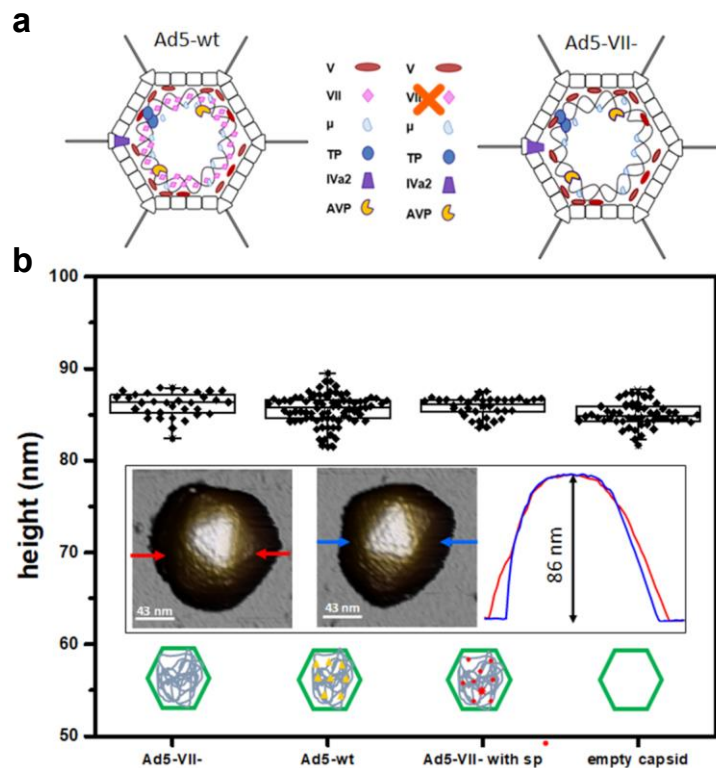 a
Ad5-wt
Ad5-VII-
V
V
VII
VII
μ
μ
TP
TP
IVa2
IVa2
AVP
AVP
b
100
90
80
70
60
50
height (nm)
43 nm
43 nm
86 nm
Ad5-VII-
Ad5-wt
Ad5-VII- with sp
empty capsid